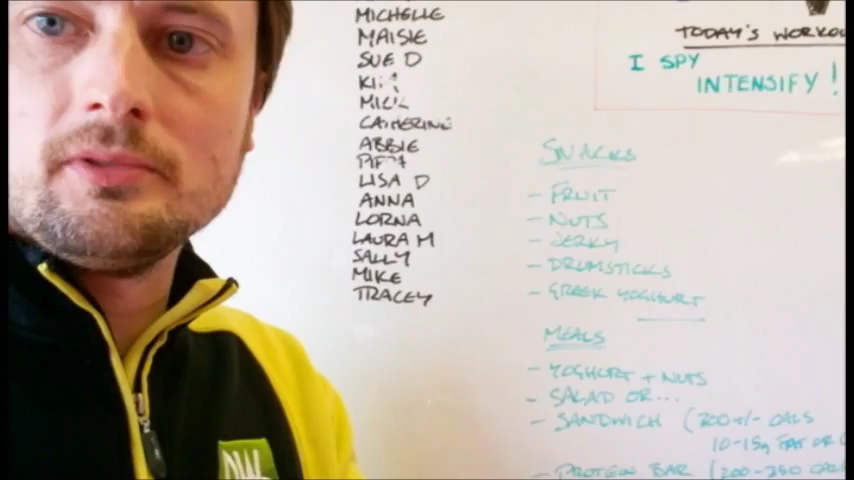 MICHELLE
MAISIE
SUE D
CATHERINE
ABBIE
LISA D
ANNA
LORNA
LAURA M
SALLY
MIKE
TRACEY
TODAY'S
I SPY
INTENSIFY!
SNACKS
- FRUIT
- NUTS
- JERKY
- DRUMSTICKS
- GREEK YOGHURT
MEALS
- YOGHURT + NUTS
- SALAD OR...
- SANDWICH (300+/- CALS
10-15g FAT OR
- PROTEIN BAR (200-250 CALS
DW